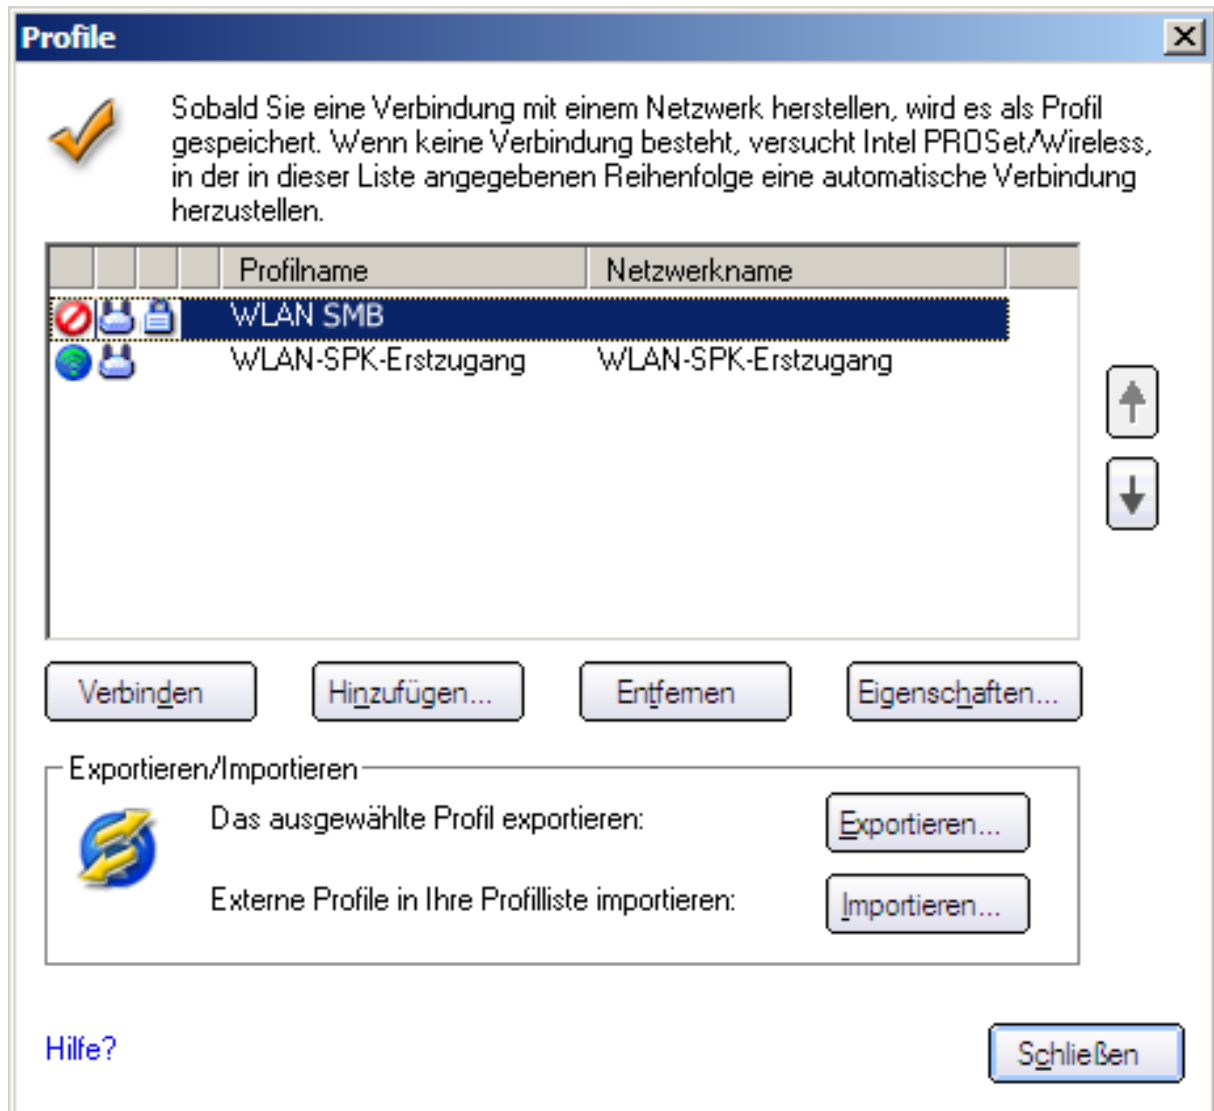 Profile
Sobald Sie eine Verbindung mit einem Netzwerk herstellen, wird es als Profil
gespeichert. Wenn keine Verbindung besteht, versucht Intel PROSet/Wireless,
in der in dieser Liste angegebenen Reihenfolge eine automatische Verbindung
herzustellen.
Profilname Netzwerkname
WLAN SMB
WLAN-SPK-Erstzugang WLAN-SPK-Erstzugang
Verbinden Hinzufügen... Entfernen Eigenschaften...
Exportieren/Importieren
Das ausgewählte Profil exportieren: Exportieren...
Externe Profile in Ihre Profilliste importieren: Importieren...
Hilfe? Schließen